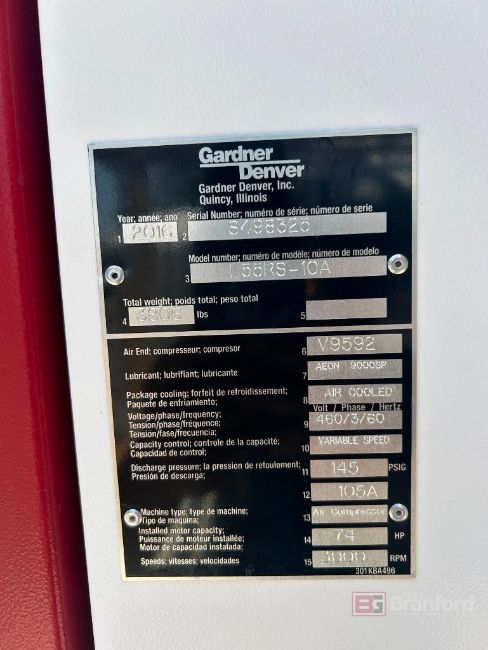 Gardner
Denver
Gardner Denver, Inc.
Quincy, Illinois
Year; année; ano Serial Number; numéro de série; número de serie
1 2016 2 S498326
Model number; numéro de modèle; número de modelo
3 L55RS-10A
Total weight; poids total; peso total
4 lbs 5
Air End; compresseur; compresor 6 V9592
Lubricant; lubrifiant; lubricante 7 AEON 9000SP
Package cooling; forfeit de refroidissement; 8 AIR COOLED
Paquete de entriamiento;
Volt / Phase / Hertz
Voltage/phase/frequency; 9 460/3/60
Tension/phase/fréquence;
Tension/fase/frecuencia;
Capacity control; controle de la capacité; 10 VARIABLE SPEED
Capacidad de control;
Discharge pressure; la pression de refoulement; 11 145 PSIG
Presión de descarga;
12 105A
Machine type; type de machine; 13 Air Compressor
Tipo de maquina;
Installed motor capacity; 14 74 HP
Puissance de moteur installée;
Motor de capacidad instalada;
Speeds; vitesses; velocidades 15 3000 RPM
301KBA496
BG Branford